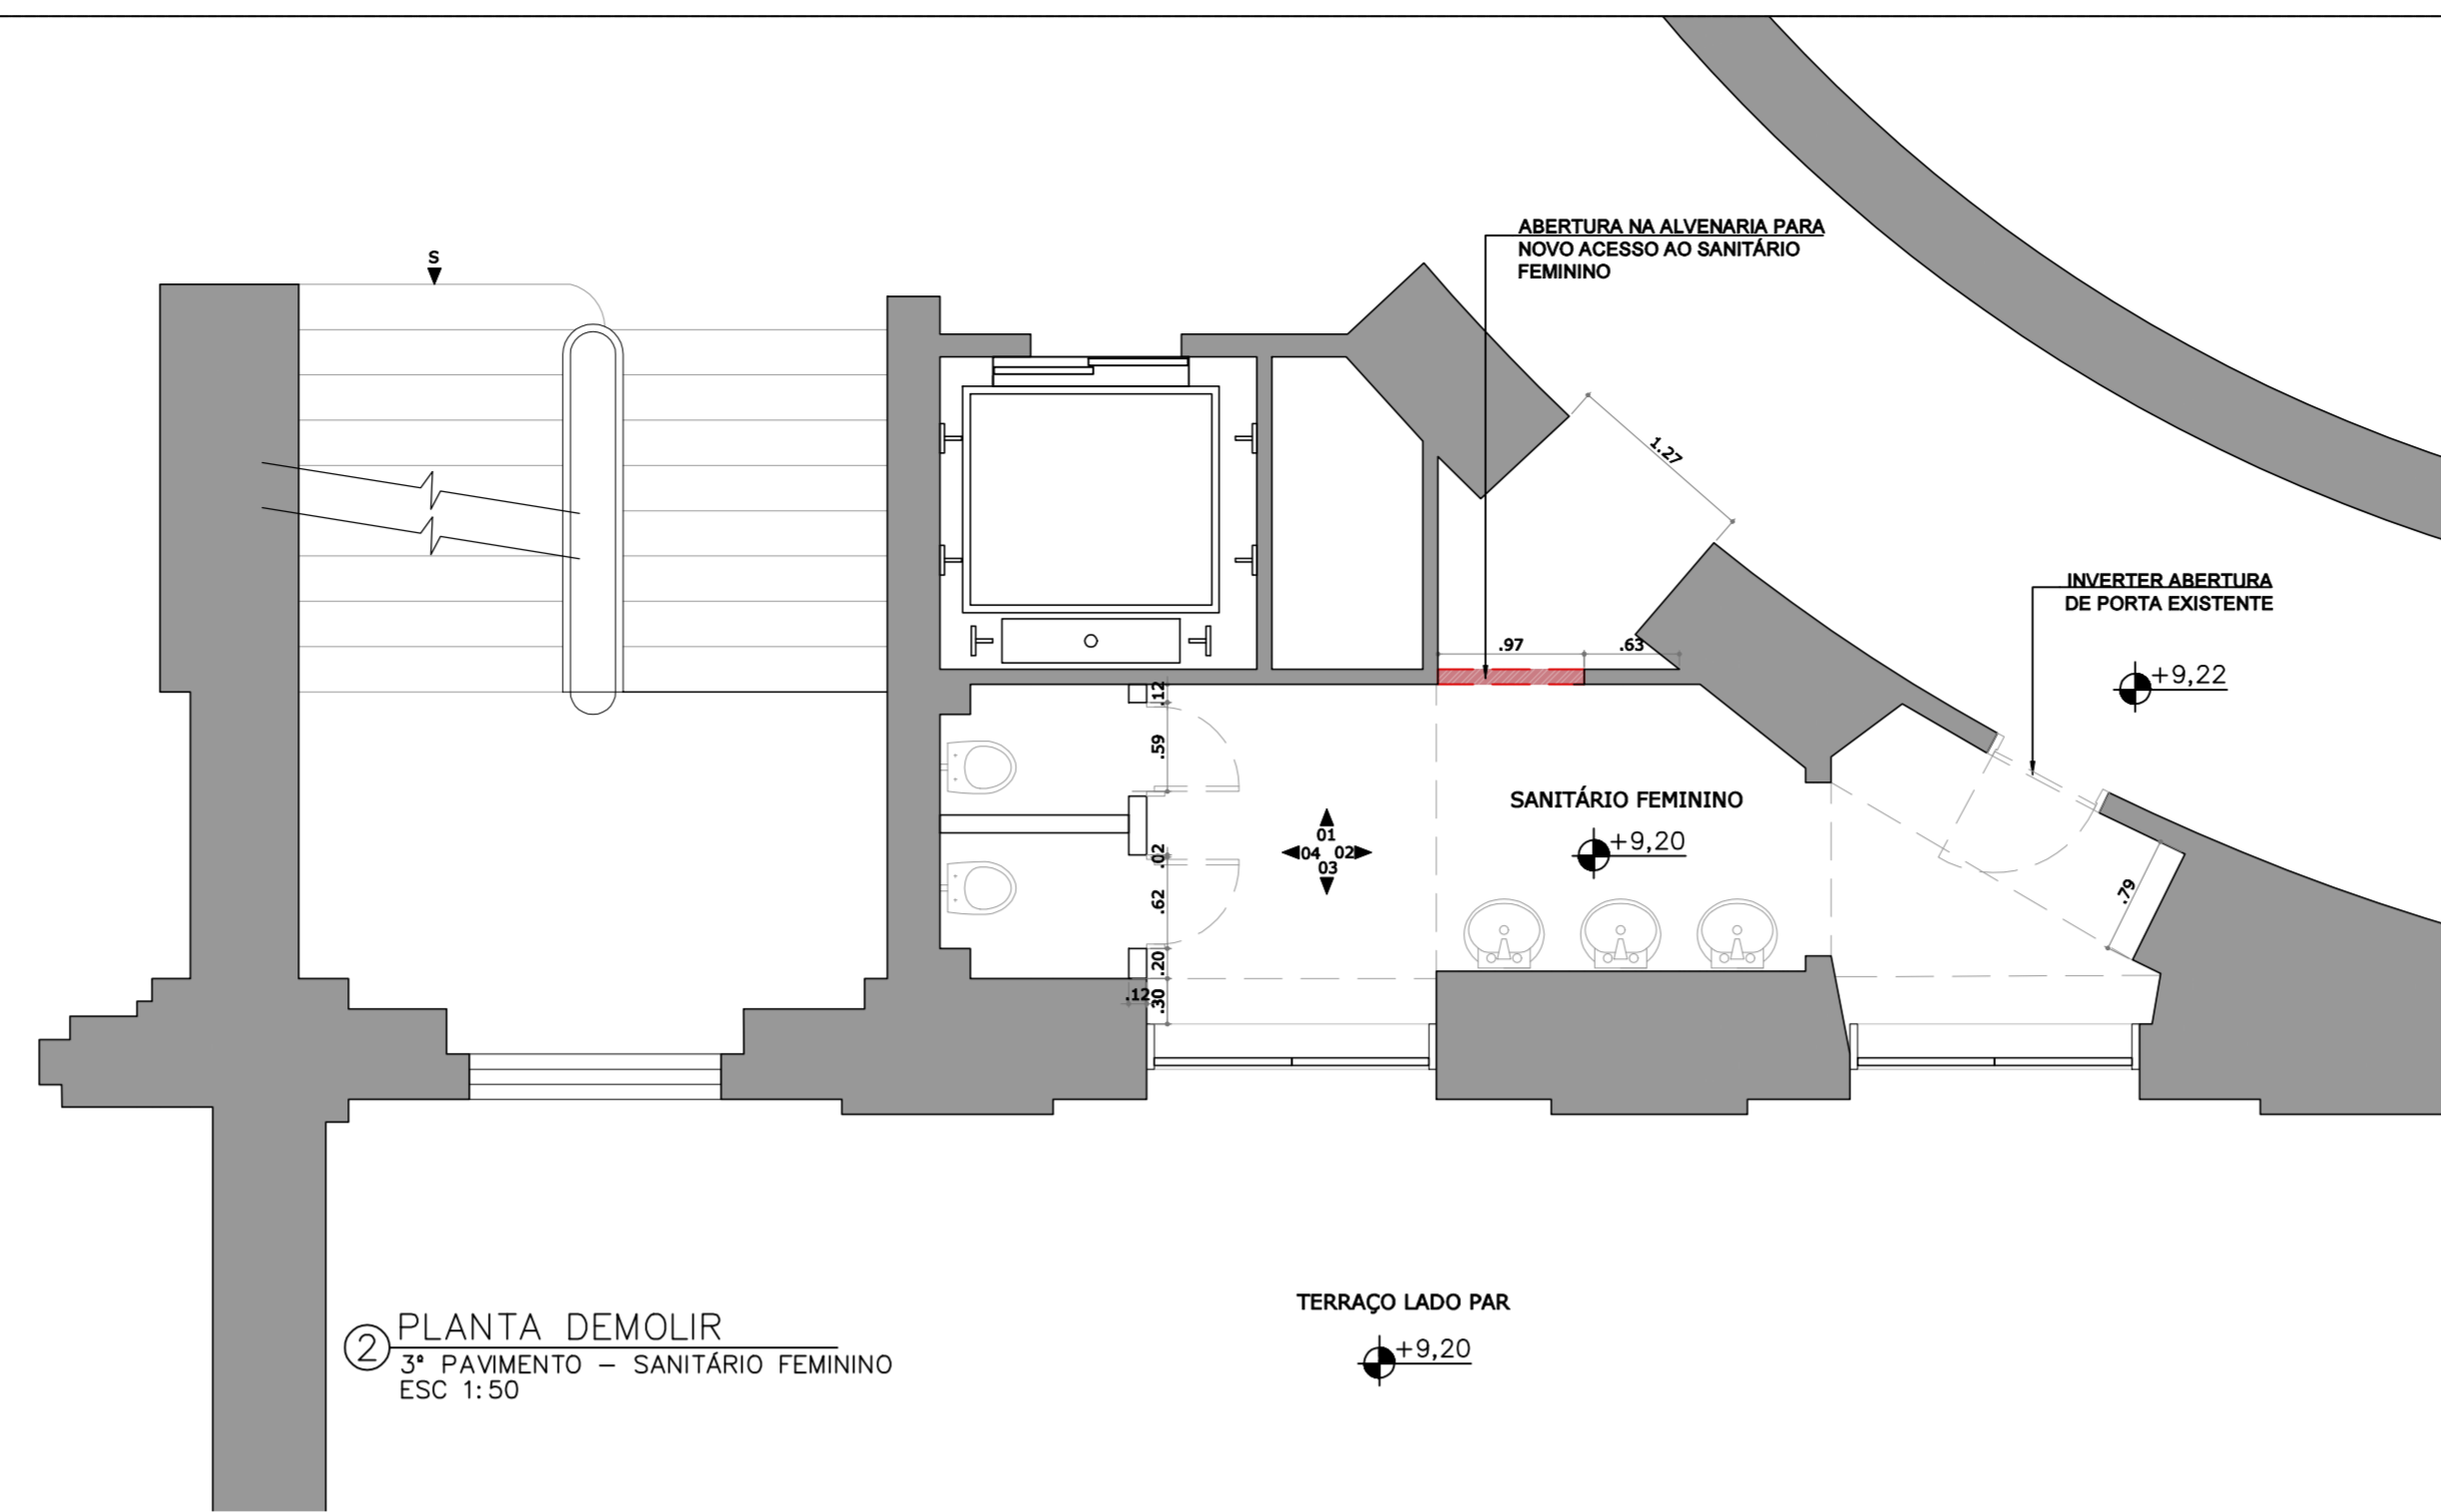 ABERTURA NA ALVENARIA PARA
NOVO ACESSO AO SANITÁRIO
FEMININO
S
1.27
INVERTER ABERTURA
DE PORTA EXISTENTE
.97
.63
+9,22
.12
.59
SANITÁRIO FEMININO
01
+9,20
04 02
.02
03
.79
.62
.20
.12
.30
TERRAÇO LADO PAR
+9,20
2
PLANTA DEMOLIR
3ª PAVIMENTO – SANITÁRIO FEMININO
ESC 1:50